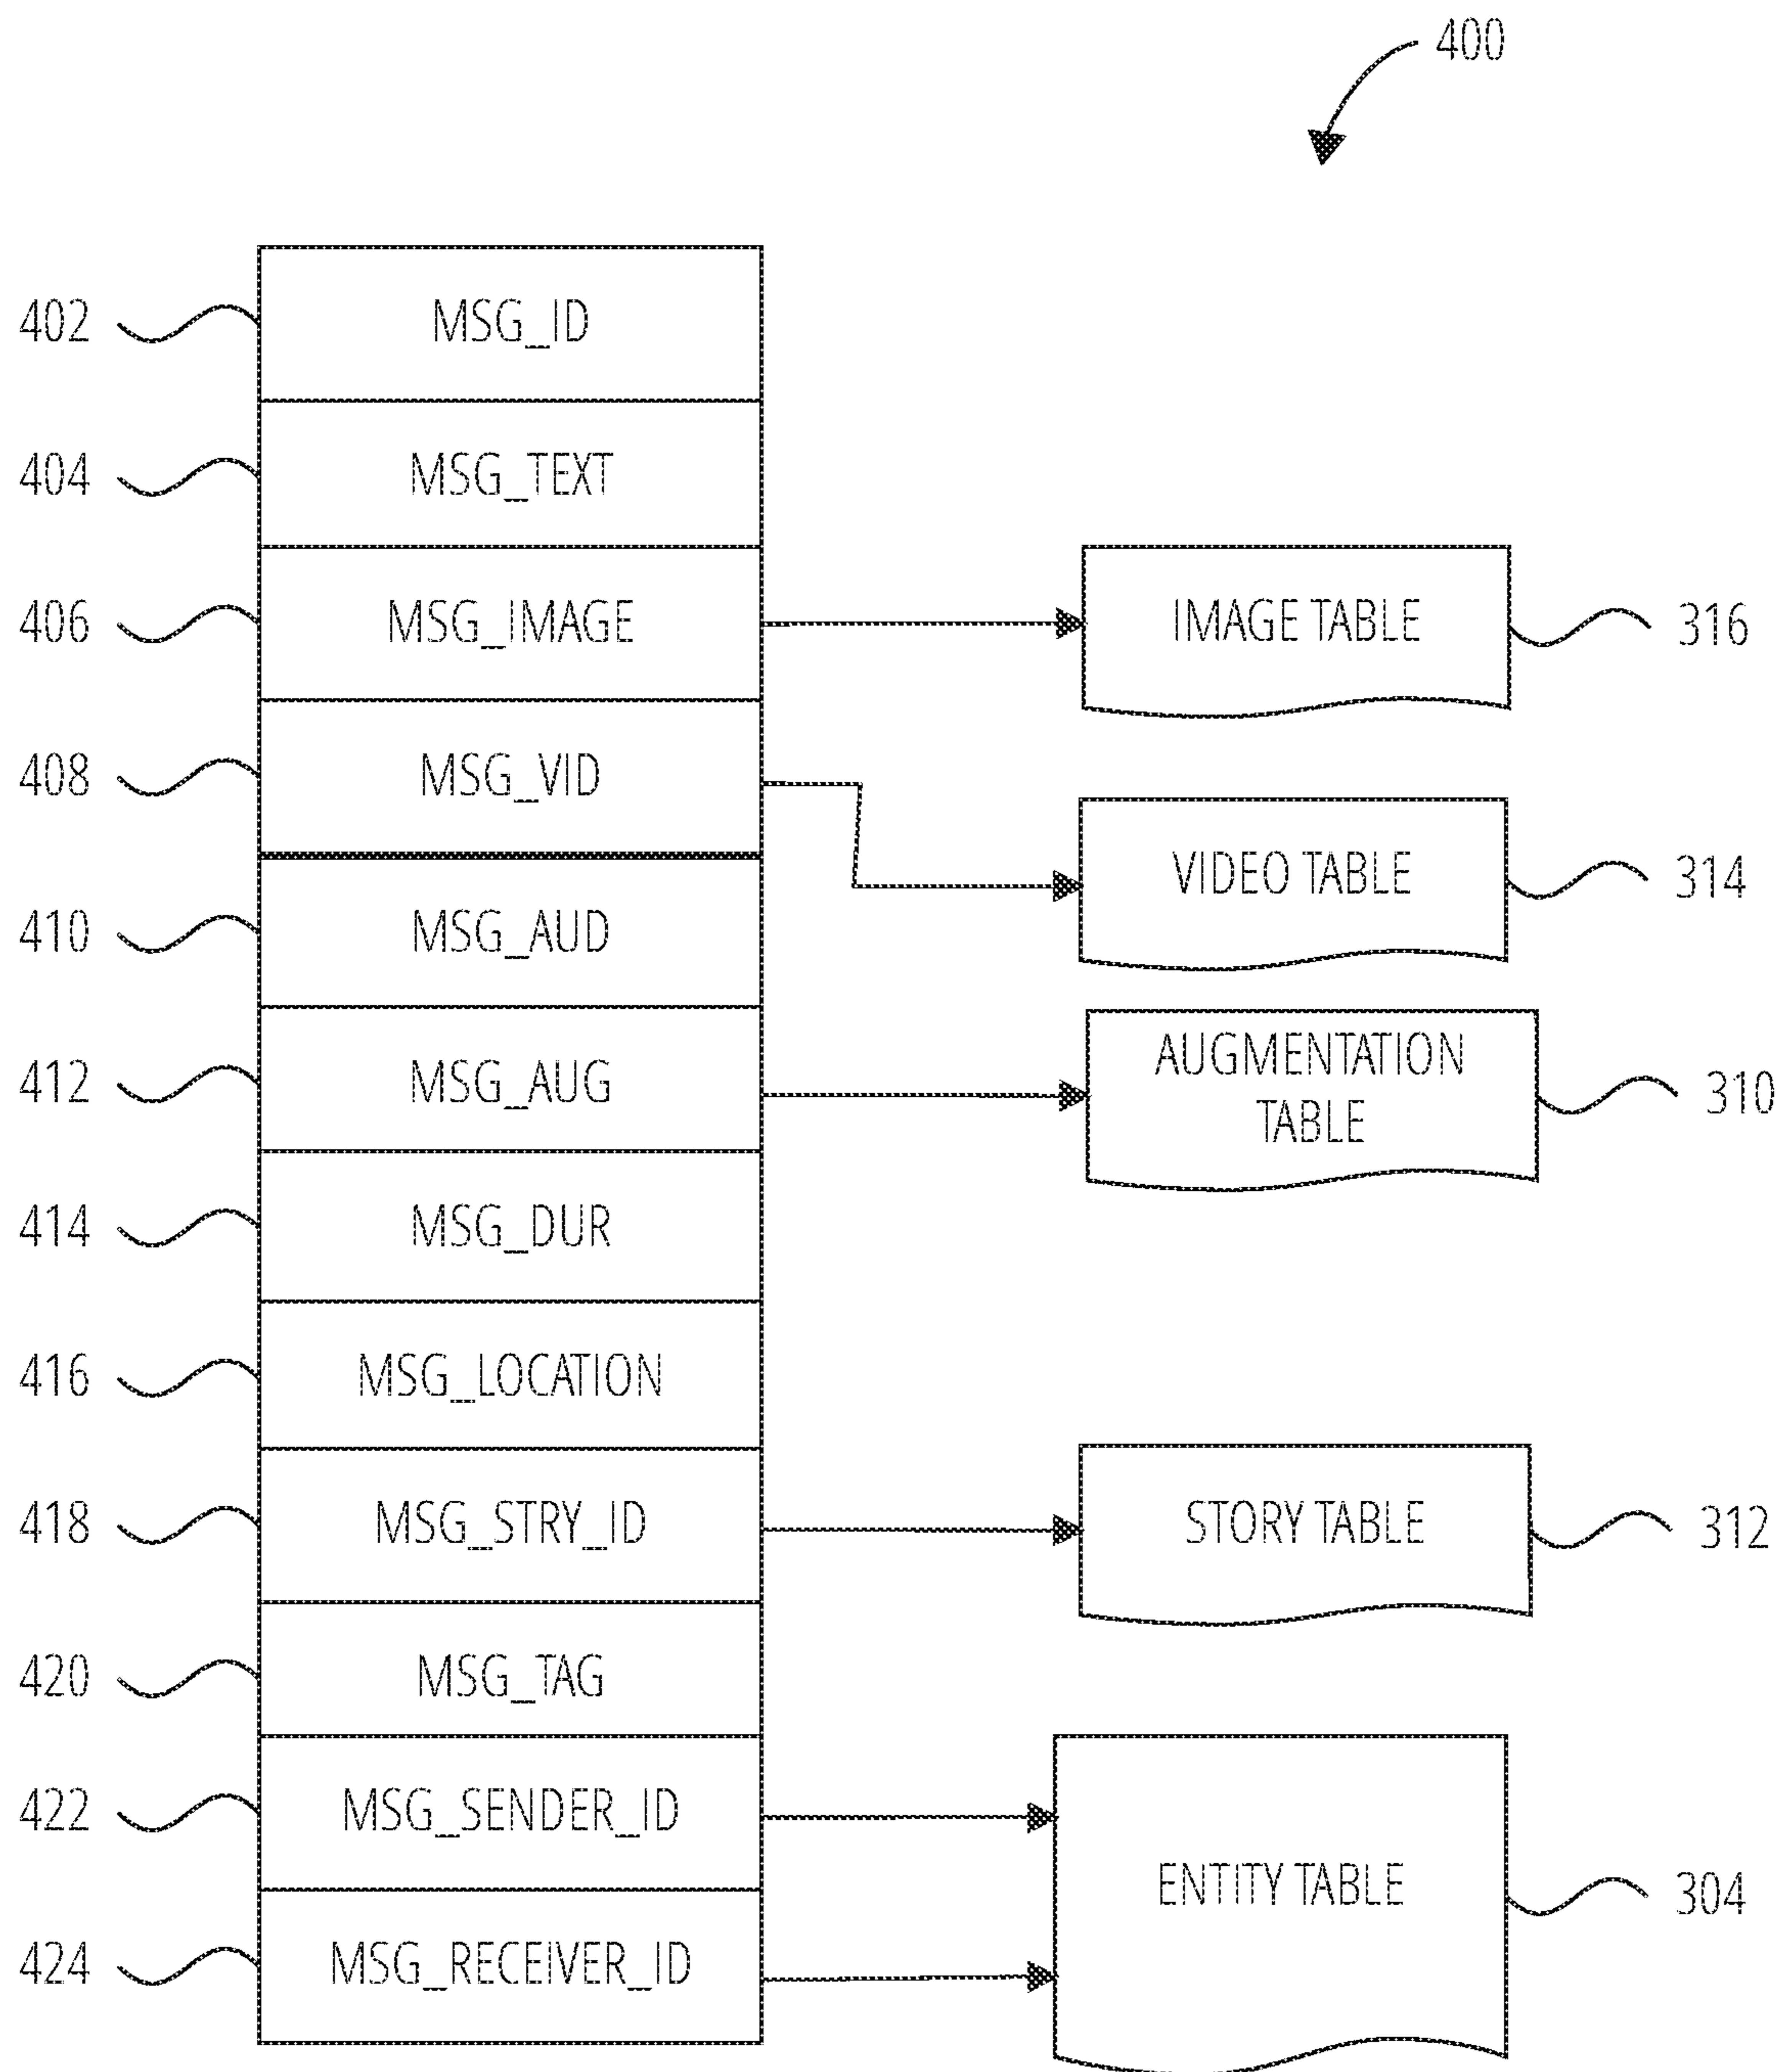 400
402 MSG_ID
404 MSG_TEXT
406 MSG_IMAGE IMAGE TABLE 316
408 MSG_VID
VIDEO TABLE 314
410 MSG_AUD
412 MSG_AUG AUGMENTATION
TABLE 310
414 MSG_DUR
416 MSG_LOCATION
418 MSG_STRY_ID STORY TABLE 312
420 MSG_TAG
422 MSG_SENDER_ID
ENTITY TABLE 304
424 MSG_RECEIVER_ID